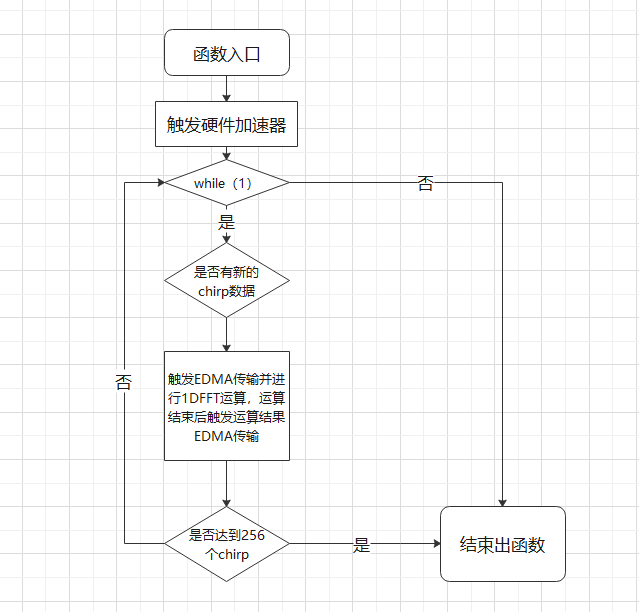 函数入口
触发硬件加速器
while（1）
否
是
是否有新的
chirp数据
触发EDMA传输并进
行1DFFT运算，运算
结束后触发运算结果
EDMA传输
否
是否达到256
个chirp
是
结束出函数